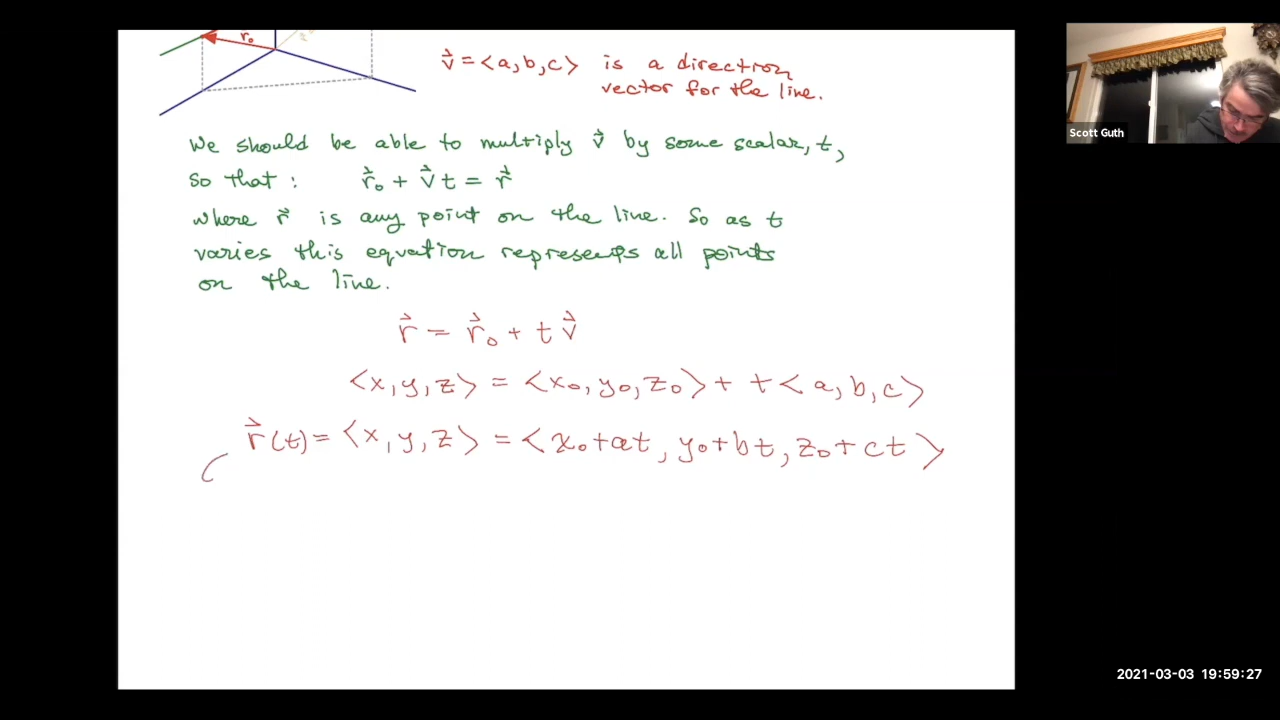 r⃗₀
v⃗ = <a, b, c> is a direction
vector for the line.
Scott Guth
We should be able to multiply v⃗ by some scalar, t,
so that: r⃗₀ + v⃗ t = r⃗
where r⃗ is any point on the line. So as t
varies this equation represents all points
on the line.
r⃗ = r⃗₀ + t v⃗
<x, y, z> = <x₀, y₀, z₀> + t <a, b, c>
r⃗(t) = <x, y, z> = <x₀+at, y₀+bt, z₀+ct>
2021-03-03 19:59:27